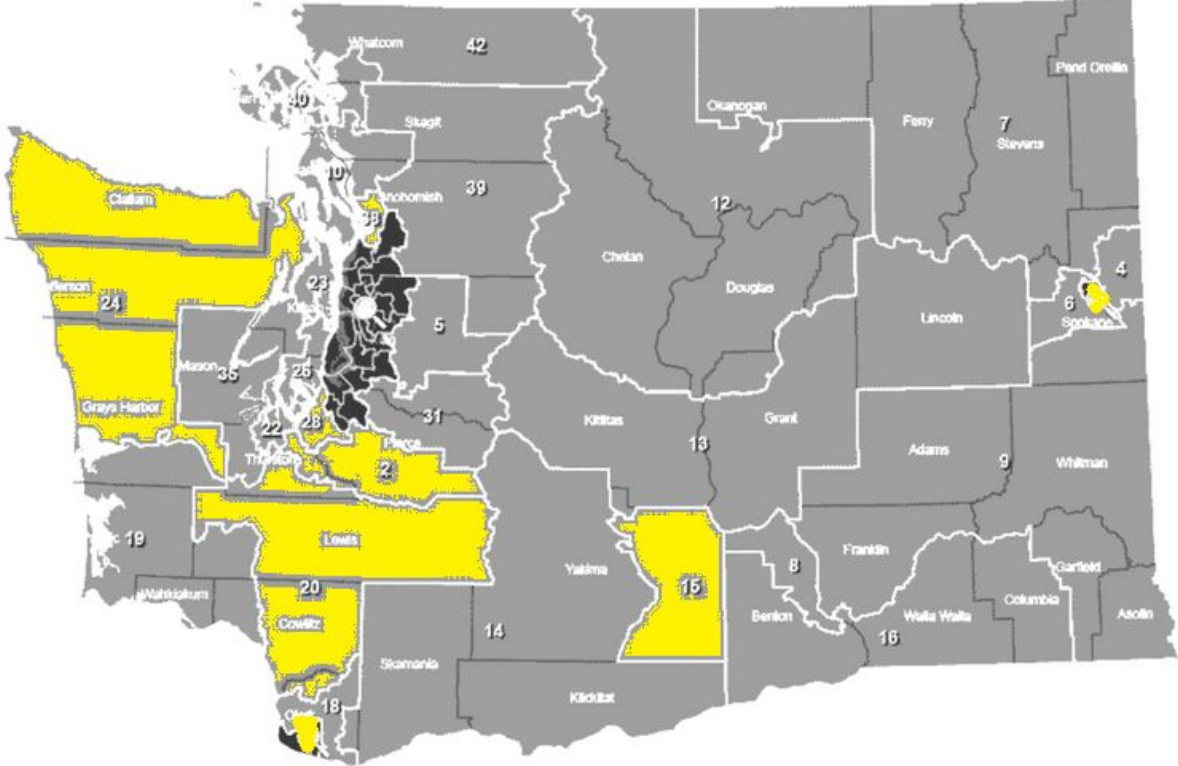 Whatcom 42
Pend Oreille
40
Okanogan
Skagit
Ferry
7
Stevens
10
39
Snohomish
Clallam
12
38
Chelan
4
23
Douglas
24
6
Lincoln
Spokane
5
Mason
35
26
Grays Harbor
31
28
Kittitas
Grant
22
13
Pierce
Adams
9
Whitman
2
Lewis
19
Franklin
8
Yakima
Garfield
20
15
Wahkiakum
Columbia
Benton
Walla Walla
Asotin
Cowlitz
14
16
Skamania
Klickitat
18